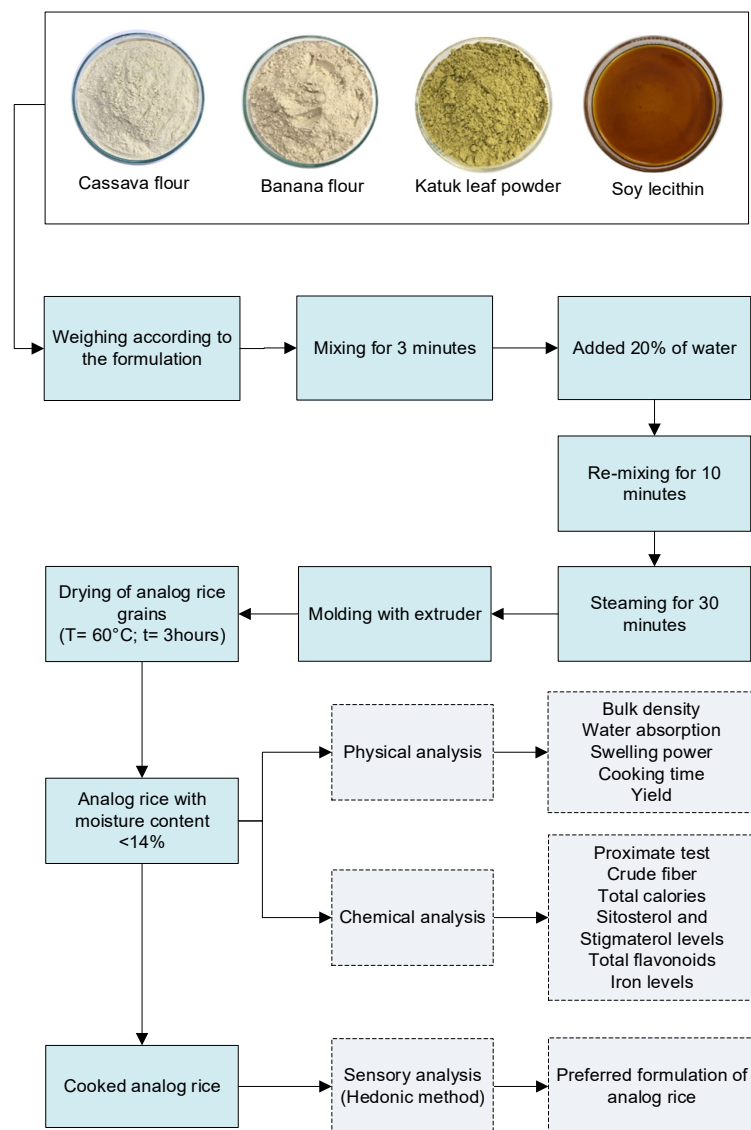 Cassava flour
Banana flour
Katuk leaf powder
Soy lecithin
Weighing according to
the formulation
Mixing for 3 minutes
Added 20% of water
Re-mixing for 10
minutes
Steaming for 30
minutes
Molding with extruder
Drying of analog rice
grains
(T= 60°C; t= 3hours)
Analog rice with
moisture content
<14%
Physical analysis
Bulk density
Water absorption
Swelling power
Cooking time
Yield
Chemical analysis
Proximate test
Crude fiber
Total calories
Sitosterol and
Stigmaterol levels
Total flavonoids
Iron levels
Cooked analog rice
Sensory analysis
(Hedonic method)
Preferred formulation of
analog rice